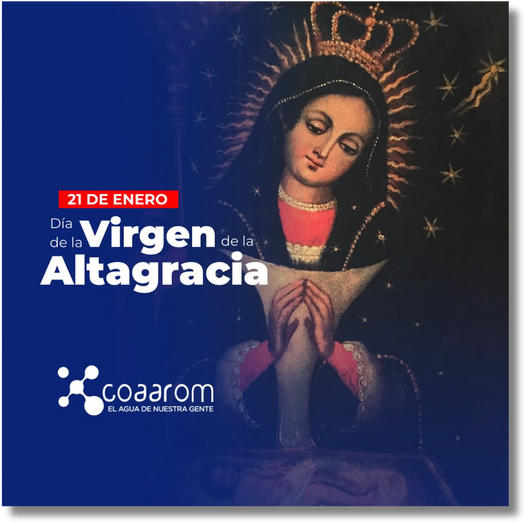 21 DE ENERO
Día
de la Virgen de la
Altagracia
coaarom
EL AGUA DE NUESTRA GENTE